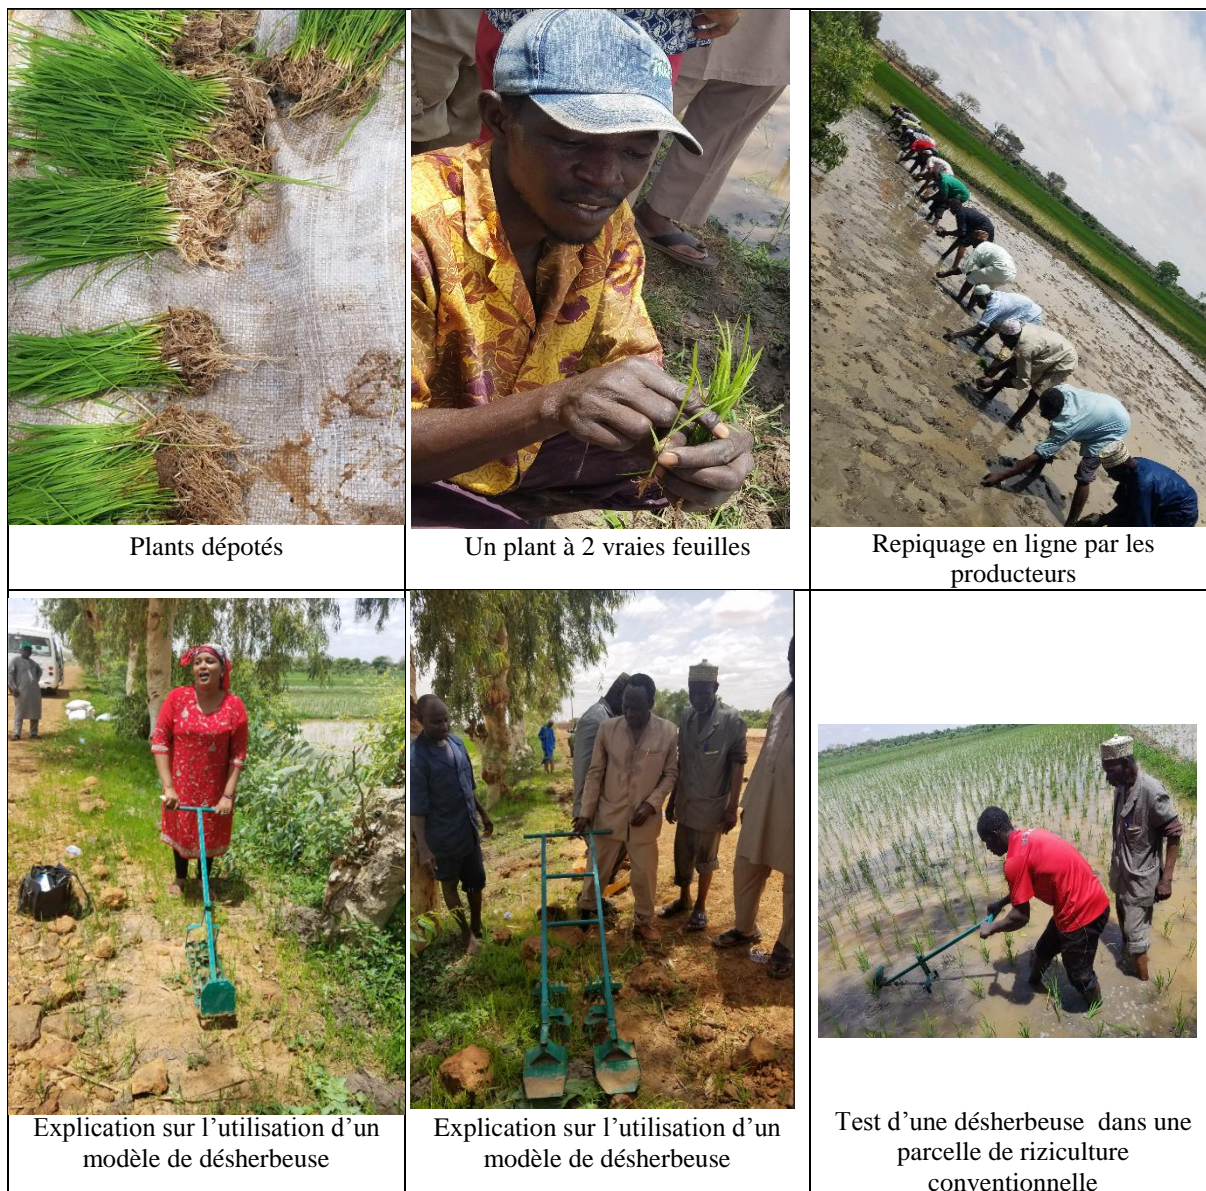 Plants dépotés
Un plant à 2 vraies feuilles
Repiquage en ligne par les
producteurs
Explication sur l’utilisation d’un
modèle de désherbeuse
Explication sur l’utilisation d’un
modèle de désherbeuse
Test d’une désherbeuse dans une
parcelle de riziculture
conventionnelle